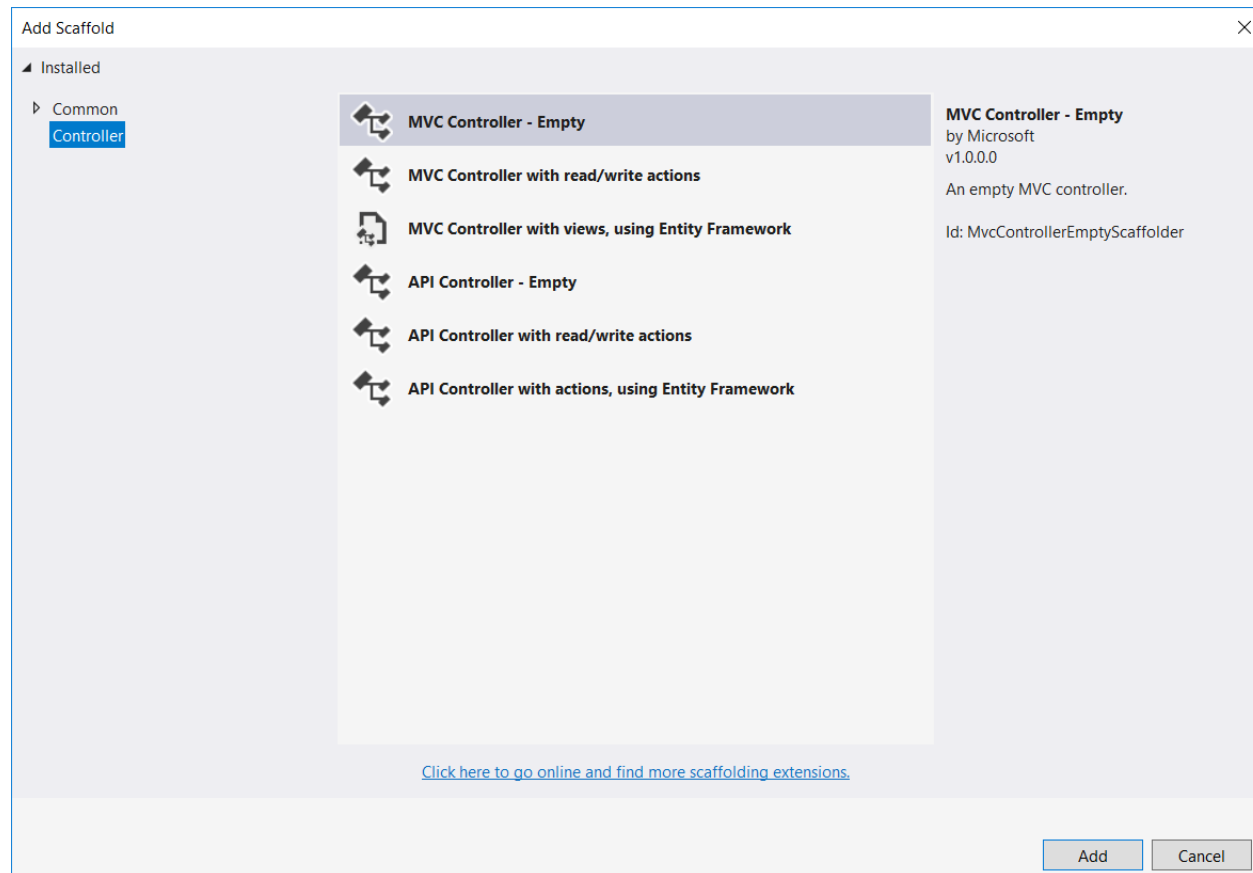 Add Scaffold
Installed
Common
Controller
MVC Controller - Empty
MVC Controller with read/write actions
MVC Controller with views, using Entity Framework
API Controller - Empty
API Controller with read/write actions
API Controller with actions, using Entity Framework
MVC Controller - Empty
by Microsoft
v1.0.0.0
An empty MVC controller.
Id: MvcControllerEmptyScaffolder
Click here to go online and find more scaffolding extensions.
Add
Cancel